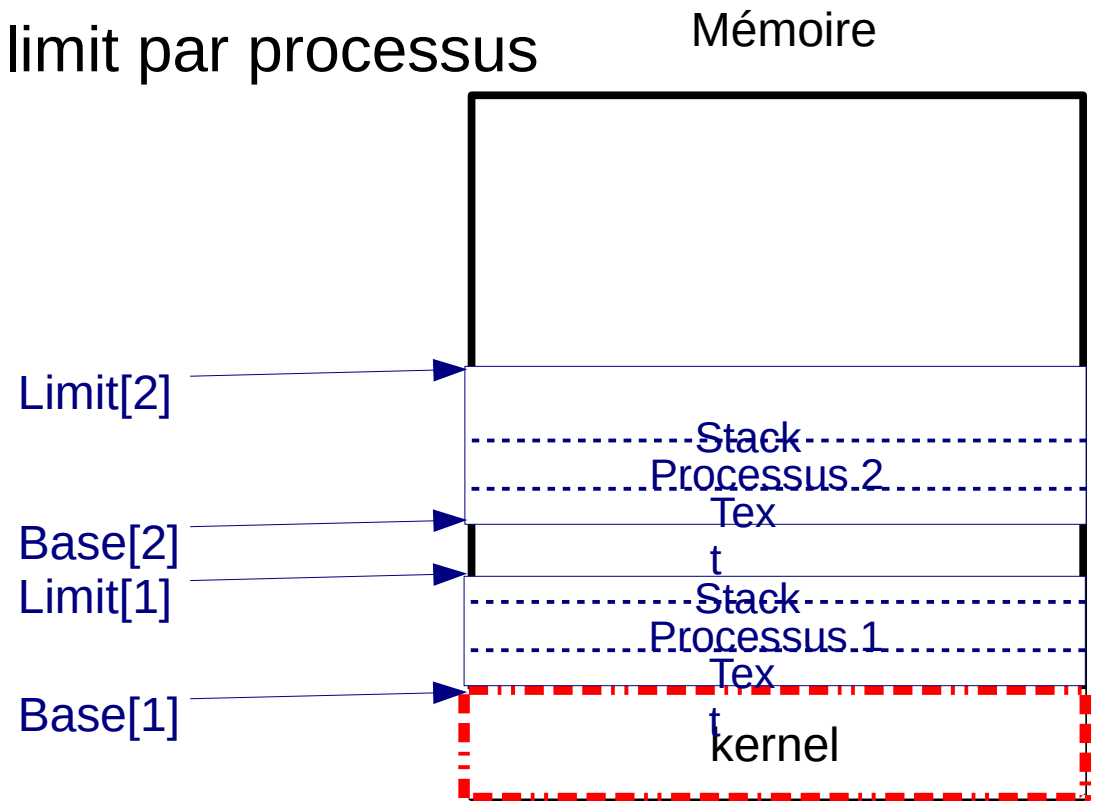 limit par processus
Mémoire
Limit[2]
Stack
Processus 2
Tex
t
Base[2]
Limit[1]
Stack
Processus 1
Tex
t
Base[1]
kernel